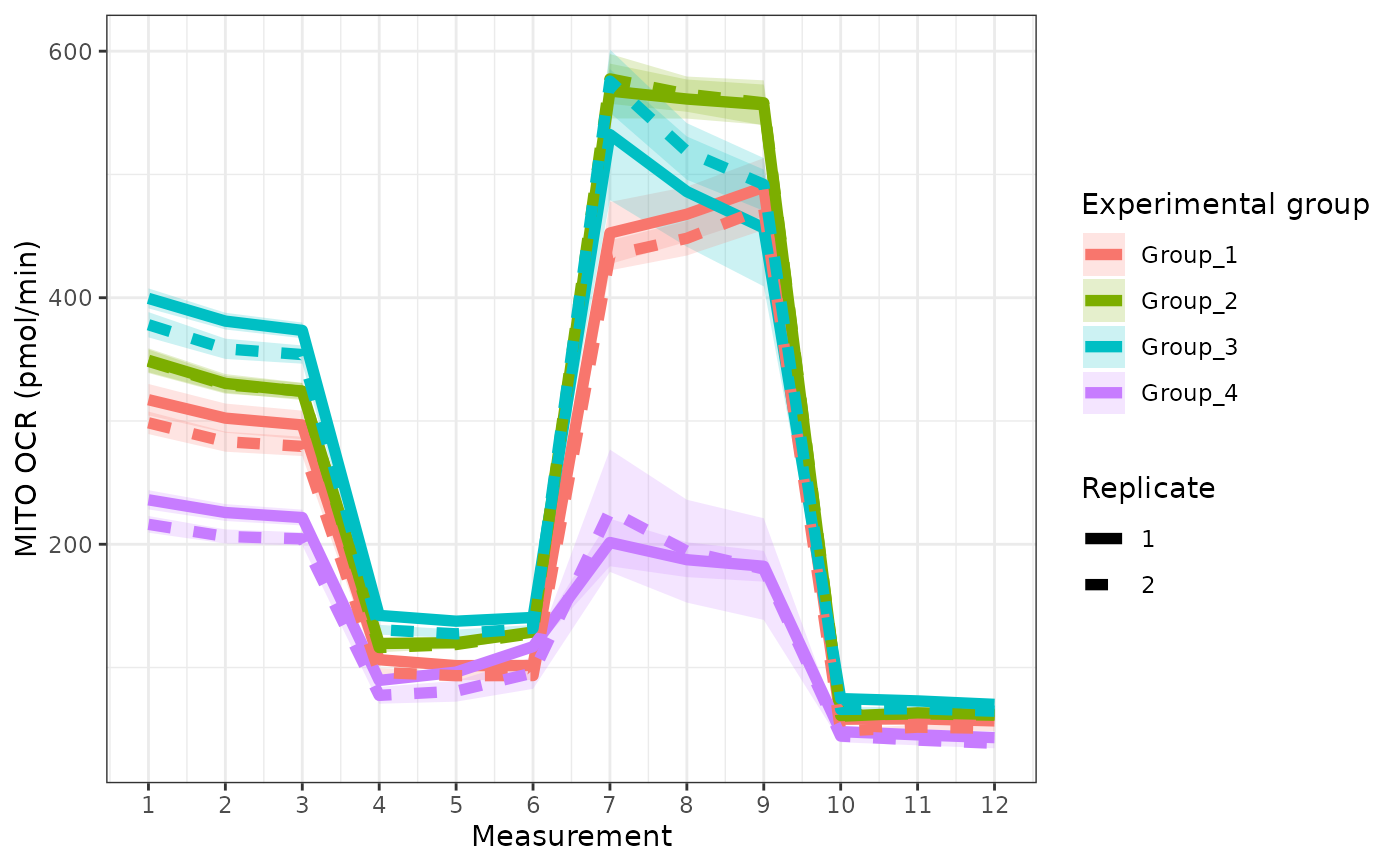 600
400
200
MITO OCR (pmol/min)
1 2 3 4 5 6 7 8 9 10 11 12
Measurement
Experimental group
Group_1
Group_2
Group_3
Group_4
Replicate
1
2